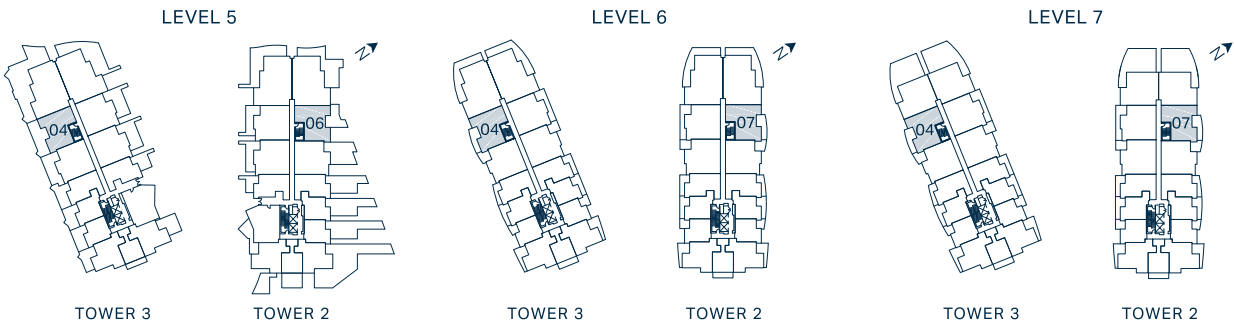 LEVEL 5
LEVEL 6
LEVEL 7
N
N
N
04
06
04
07
04
07
TOWER 3
TOWER 2
TOWER 3
TOWER 2
TOWER 3
TOWER 2